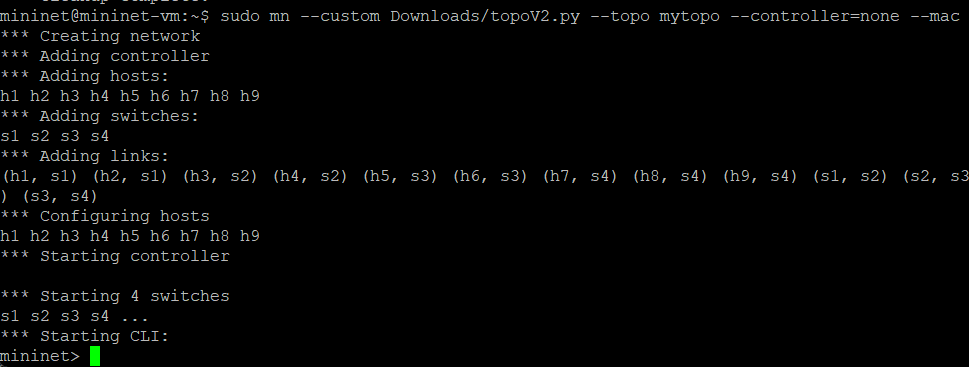 mininet@mininet-vm:~$ sudo mn --custom Downloads/topoV2.py --topo mytopo --controller=none --mac
*** Creating network
*** Adding controller
*** Adding hosts:
h1 h2 h3 h4 h5 h6 h7 h8 h9
*** Adding switches:
s1 s2 s3 s4
*** Adding links:
(h1, s1) (h2, s1) (h3, s2) (h4, s2) (h5, s3) (h6, s3) (h7, s4) (h8, s4) (h9, s4) (s1, s2) (s2, s3
) (s3, s4)
*** Configuring hosts
h1 h2 h3 h4 h5 h6 h7 h8 h9
*** Starting controller
*** Starting 4 switches
s1 s2 s3 s4 ...
*** Starting CLI:
mininet>